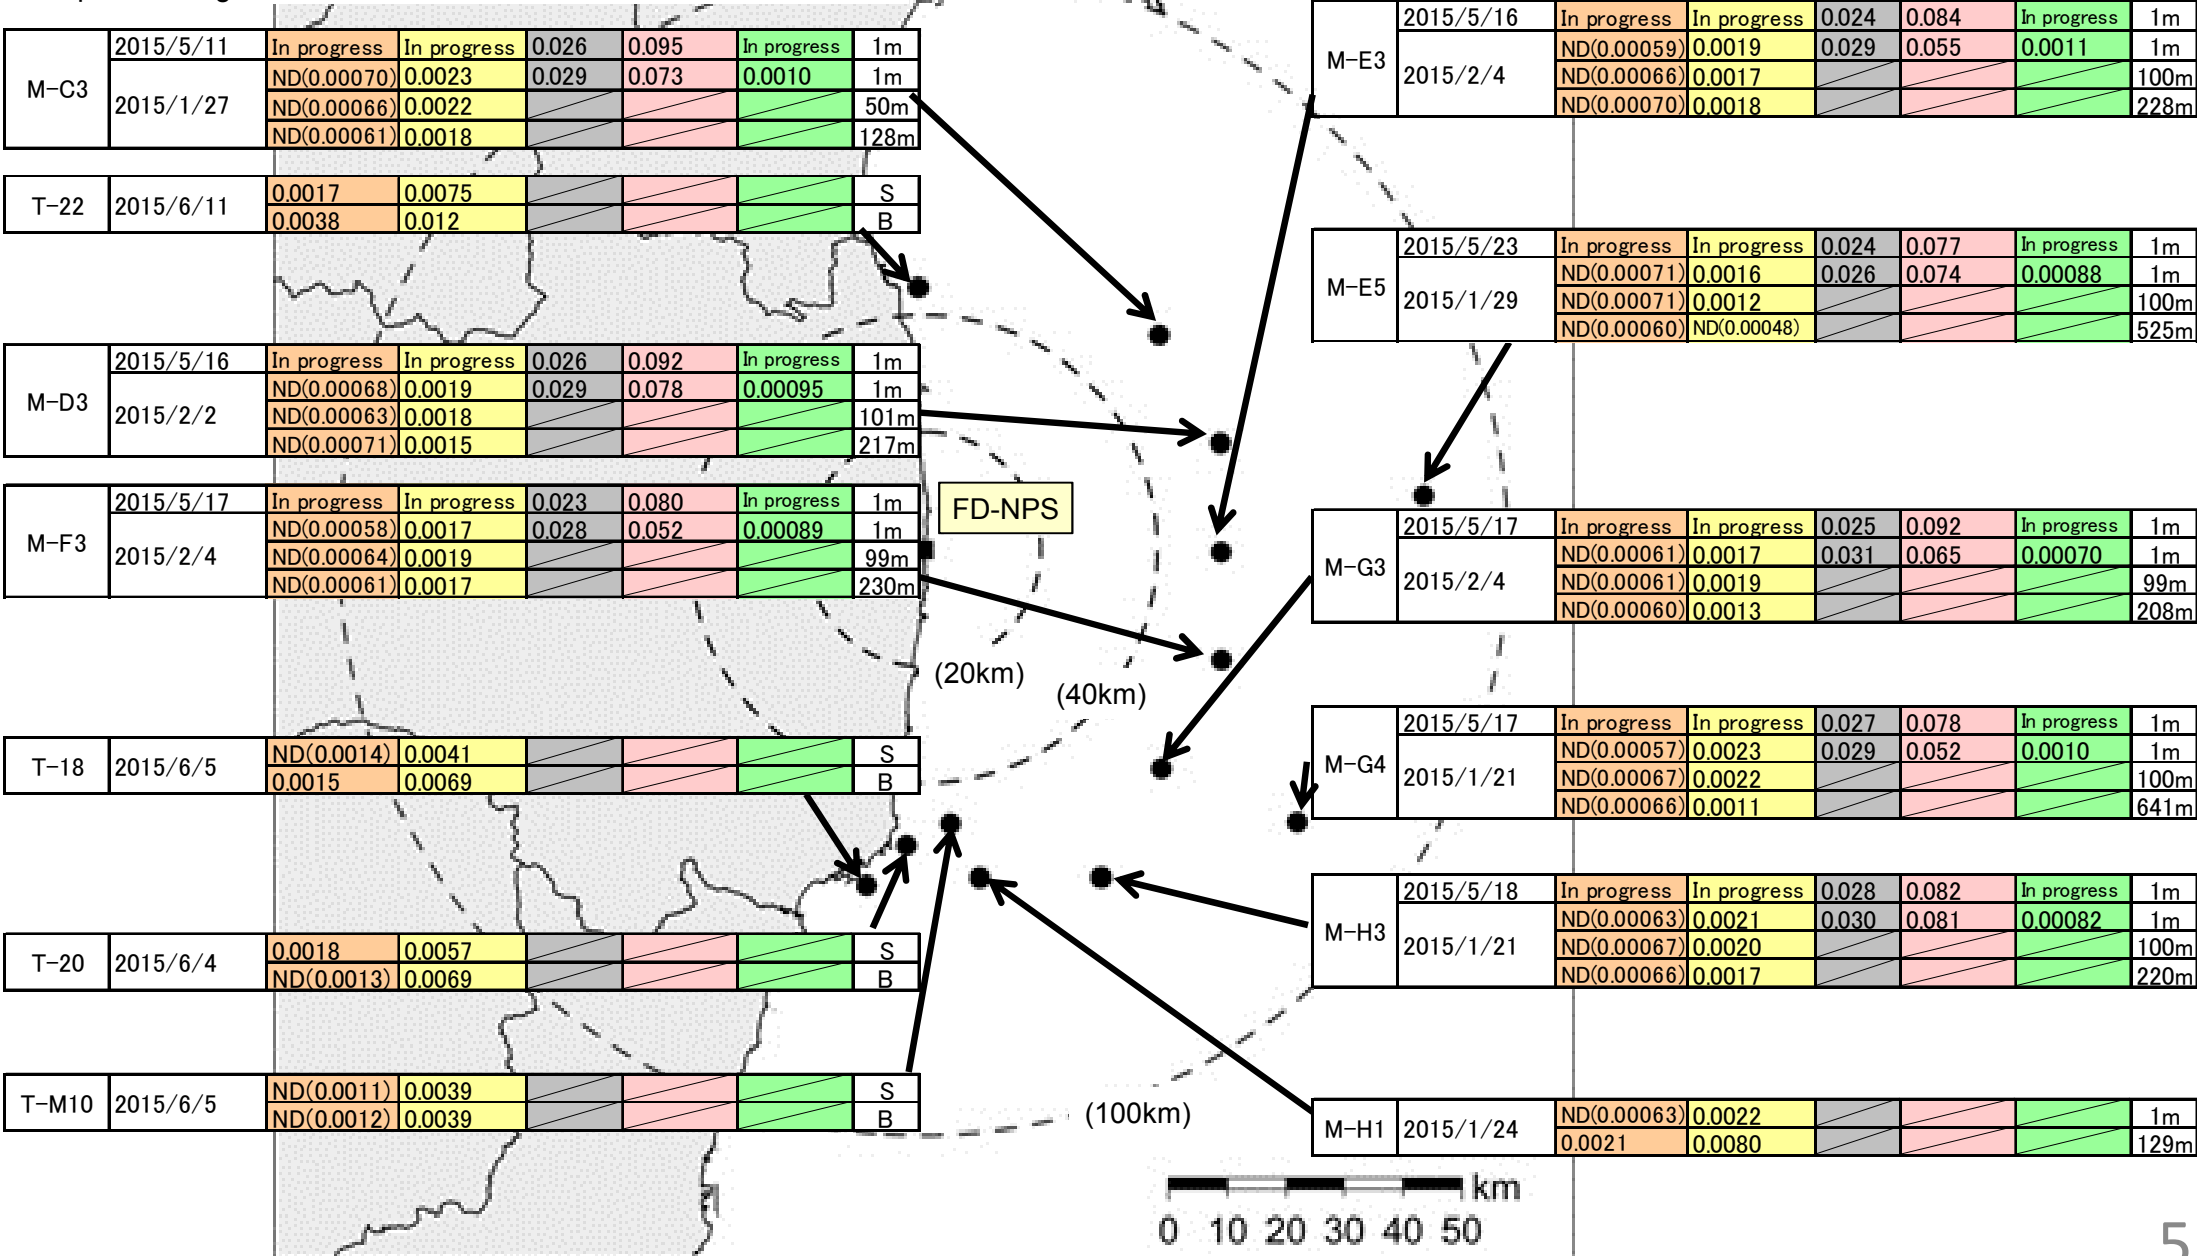 M-C3 2015/5/11 In progress In progress 0.026 0.095 In progress 1m
2015/1/27 ND(0.00070) 0.0023 0.029 0.073 0.0010 1m
ND(0.00066) 0.0022 50m
ND(0.00061) 0.0018 128m
T-22 2015/6/11 0.0017 0.0075 S
0.0038 0.012 B
M-D3 2015/5/16 In progress In progress 0.026 0.092 In progress 1m
2015/2/2 ND(0.00068) 0.0019 0.029 0.078 0.00095 1m
ND(0.00063) 0.0018 101m
ND(0.00071) 0.0015 217m
M-F3 2015/5/17 In progress In progress 0.023 0.080 In progress 1m
2015/2/4 ND(0.00058) 0.0017 0.028 0.052 0.00089 1m
ND(0.00064) 0.0019 99m
ND(0.00061) 0.0017 230m
T-18 2015/6/5 ND(0.0014) 0.0041 S
0.0015 0.0069 B
T-20 2015/6/4 0.0018 0.0057 S
ND(0.0013) 0.0069 B
T-M10 2015/6/5 ND(0.0011) 0.0039 S
ND(0.0012) 0.0039 B
FD-NPS
(20km)
(40km)
(100km)
M-E3 2015/5/16 In progress In progress 0.024 0.084 In progress 1m
2015/2/4 ND(0.00059) 0.0019 0.029 0.055 0.0011 1m
ND(0.00066) 0.0017 100m
ND(0.00070) 0.0018 228m
M-E5 2015/5/23 In progress In progress 0.024 0.077 In progress 1m
2015/1/29 ND(0.00071) 0.0016 0.026 0.074 0.00088 1m
ND(0.00071) 0.0012 100m
ND(0.00060) ND(0.00048) 525m
M-G3 2015/5/17 In progress In progress 0.025 0.092 In progress 1m
2015/2/4 ND(0.00061) 0.0017 0.031 0.065 0.00070 1m
ND(0.00061) 0.0019 99m
ND(0.00060) 0.0013 208m
M-G4 2015/5/17 In progress In progress 0.027 0.078 In progress 1m
2015/1/21 ND(0.00057) 0.0023 0.029 0.052 0.0010 1m
ND(0.00067) 0.0022 100m
ND(0.00066) 0.0011 641m
M-H3 2015/5/18 In progress In progress 0.028 0.082 In progress 1m
2015/1/21 ND(0.00063) 0.0021 0.030 0.081 0.00082 1m
ND(0.00067) 0.0020 100m
ND(0.00066) 0.0017 220m
M-H1 2015/1/24 ND(0.00063) 0.0022 1m
0.0021 0.0080 129m
km
0 10 20 30 40 50
5